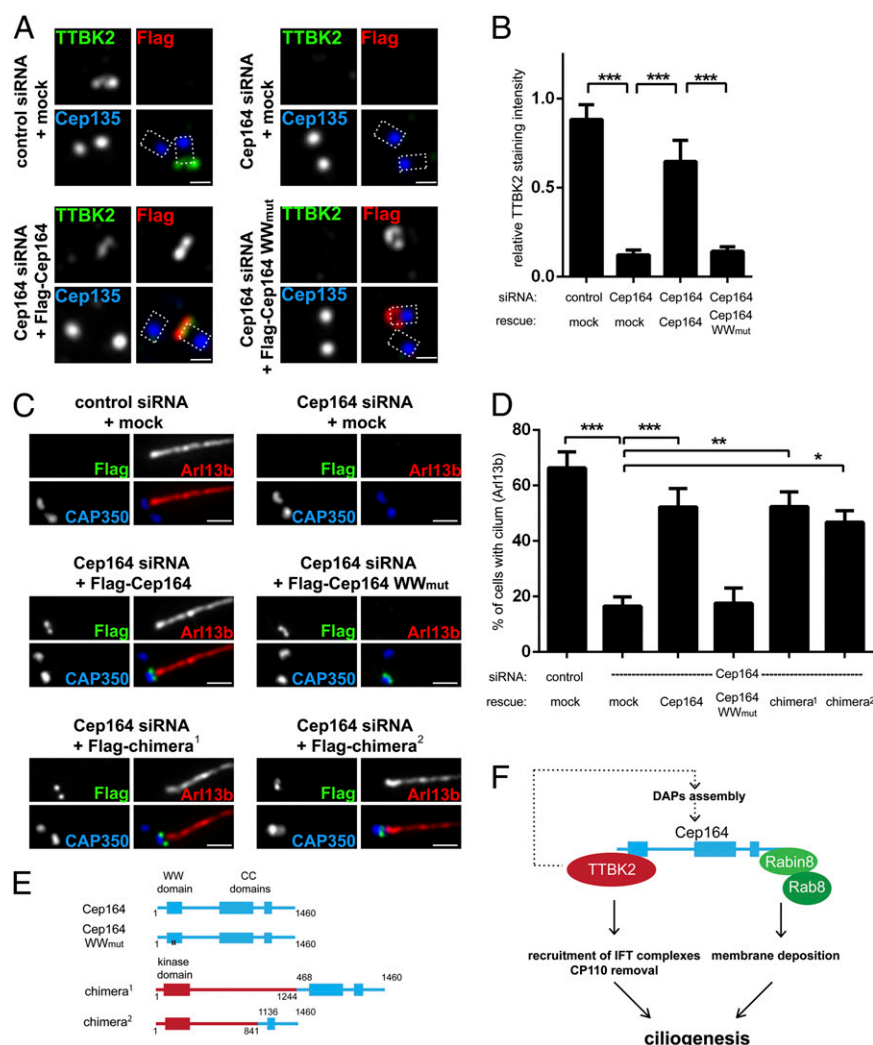 A
TTBK2 Flag
Cep135
control siRNA
+ mock
TTBK2 Flag
Cep135
Cep164 siRNA
+ mock
TTBK2 Flag
Cep135
Cep164 siRNA
+ Flag-Cep164
TTBK2 Flag
Cep135
Cep164 siRNA
+ Flag-Cep164 WWmut
B
relative TTBK2 staining intensity
1.0
0.5
0.0
*** *** ***
siRNA: control Cep164 Cep164 Cep164
rescue: mock mock Cep164 Cep164
WWmut
C
control siRNA
+ mock
Flag Arl13b
CAP350
Cep164 siRNA
+ mock
Flag Arl13b
CAP350
Cep164 siRNA
+ Flag-Cep164
Flag Arl13b
CAP350
Cep164 siRNA
+ Flag-Cep164 WWmut
Flag Arl13b
CAP350
Cep164 siRNA
+ Flag-chimera1
Flag Arl13b
CAP350
Cep164 siRNA
+ Flag-chimera2
Flag Arl13b
CAP350
D
% of cells with cilium (Arl13b)
80
60
40
20
0
*** ***
**
*
siRNA: control Cep164
rescue: mock mock Cep164 Cep164 chimera1 chimera2
WWmut
E
WW CC
domain domains
Cep164 1 1460
Cep164
WWmut 1 ## 1460
kinase
domain
468 1460
chimera1 1 1244
1136 1460
chimera2 1 841
F
DAPs assembly
Cep164
TTBK2
Rabin8
Rab8
recruitment of IFT complexes
CP110 removal
membrane deposition
ciliogenesis